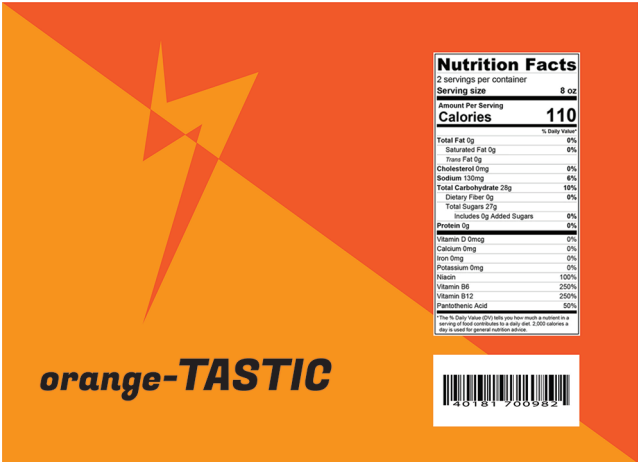 Nutrition Facts
2 servings per container
Serving size 8 oz
Amount Per Serving
Calories 110
% Daily Value*
Total Fat 0g 0%
Saturated Fat 0g 0%
Trans Fat 0g
Cholesterol 0mg 0%
Sodium 130mg 6%
Total Carbohydrate 28g 10%
Dietary Fiber 0g 0%
Total Sugars 27g
Includes 0g Added Sugars 0%
Protein 0g 0%
Vitamin D 0mcg 0%
Calcium 0mg 0%
Iron 0mg 0%
Potassium 0mg 0%
Niacin 100%
Vitamin B6 250%
Vitamin B12 250%
Pantothenic Acid 50%
*The % Daily Value (DV) tells you how much a nutrient in a
serving of food contributes to a daily diet. 2,000 calories a
day is used for general nutrition advice.
orange-TASTIC
40181 700982